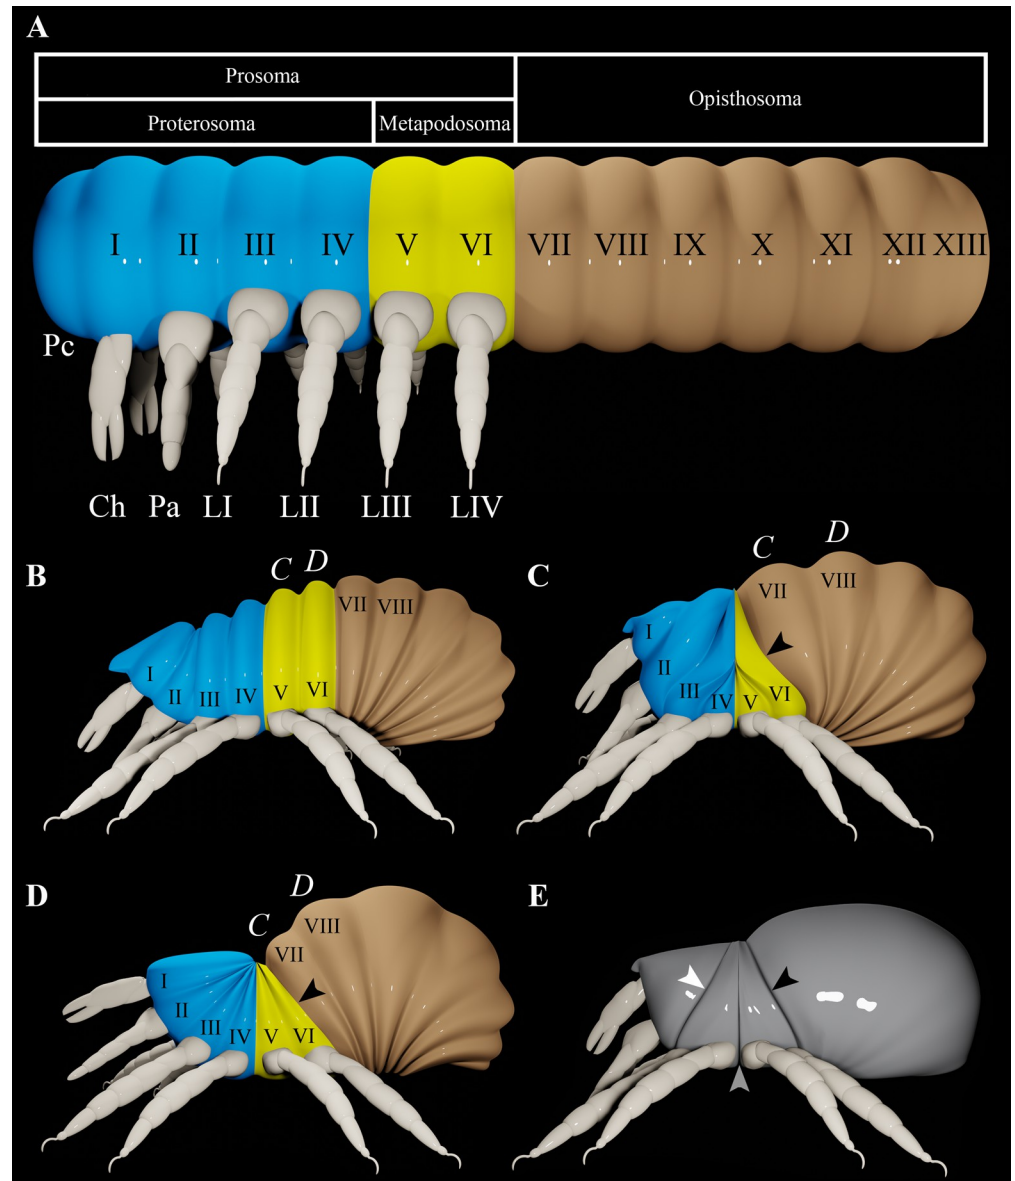 A
Prosoma
Opisthosoma
Proterosoma Metapodosoma
I II III IV V VI VII VIII IX X XI XII XIII
Pc
Ch Pa LI LII LIII LIV
B
C D
VII VIII
I II III IV V VI
C
C D
VII VIII
I II III IV V VI
D
C D
VII VIII
I II III IV V VI
E